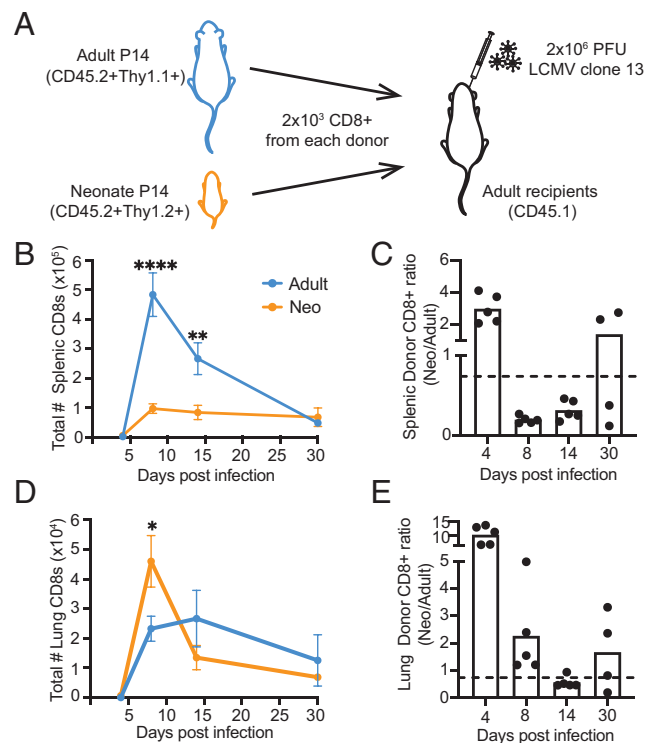 A
Adult P14
(CD45.2+Thy1.1+)
2x10³ CD8+
from each donor
Neonate P14
(CD45.2+Thy1.2+)
2x10⁶ PFU
LCMV clone 13
Adult recipients
(CD45.1)
B
Total # Splenic CD8s (x10⁵)
6
5
4
3
2
1
0
****
**
Adult
Neo
0 5 10 15 20 25 30
Days post infection
C
Splenic Donor CD8+ ratio
(Neo/Adult)
6
4
2
1
0
4 8 14 30
Days post infection
D
Total # Lung CD8s (x10⁴)
6
5
4
3
2
1
0
*
0 5 10 15 20 25 30
Days post infection
E
Lung Donor CD8+ ratio
(Neo/Adult)
15
10
5
4
3
2
1
0
4 8 14 30
Days post infection